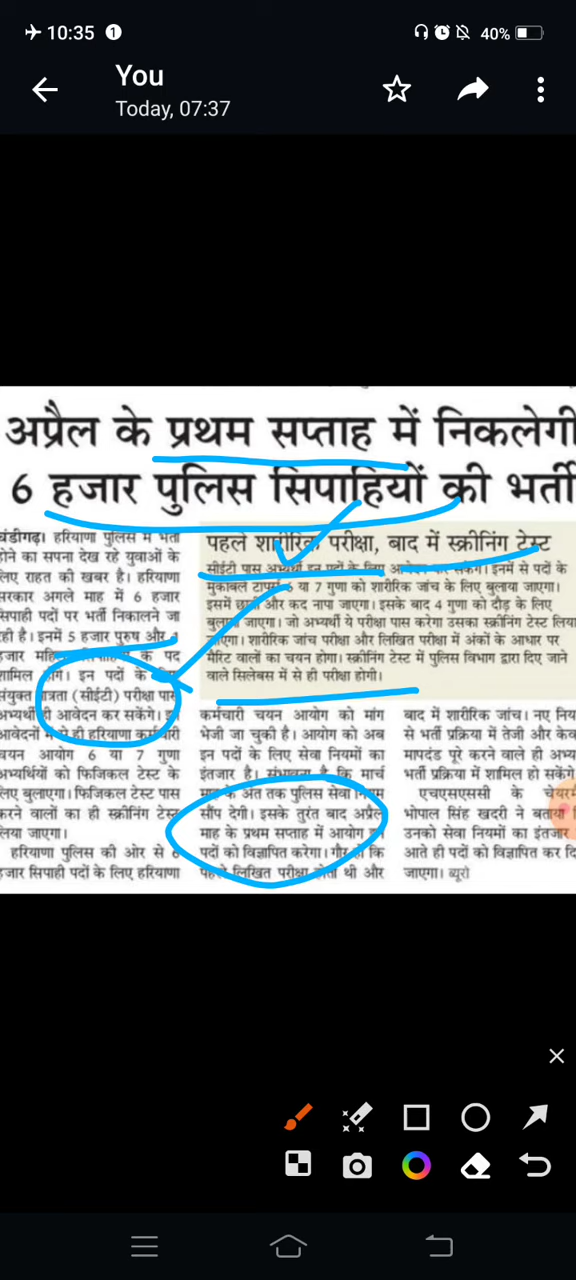 10:35 1 40%
You
Today, 07:37
अप्रैल के प्रथम सप्ताह में निकलेगी
6 हजार पुलिस सिपाहियों की भर्ती
चंडीगढ़। हरियाणा पुलिस में भर्ती
होने का सपना देख रहे युवाओं के
लिए राहत की खबर है। हरियाणा
सरकार अगले माह में 6 हजार
सिपाही पदों पर भर्ती निकालने जा
रही है। इनमें 5 हजार पुरुष और
हजार के पद
शामिल होंगे। इन पदों के
संयुक्त पात्रता (सीईटी) परीक्षा पास
अभ्यर्थी ही आवेदन कर सकेंगे।
आवेदनों में से ही हरियाणा कर्मचारी
चयन आयोग 6 या 7 गुणा
अभ्यर्थियों को फिजिकल टेस्ट के
लिए बुलाएगा। फिजिकल टेस्ट पास
करने वालों का ही स्क्रीनिंग टेस्ट
लिया जाएगा।
हरियाणा पुलिस की ओर से 6
हजार सिपाही पदों के लिए हरियाणा
पहले शारीरिक परीक्षा, बाद में स्क्रीनिंग टेस्ट
सीईटी पास अभ्यर्थी इन पदों के लिए आवेदन कर सकेंगे। इनमें से पदों के
मुकाबले टापर्स 6 या 7 गुणा को शारीरिक जांच के लिए बुलाया जाएगा।
इसमें छाती और कद नापा जाएगा। इसके बाद 4 गुणा को दौड़ के लिए
बुलाया जाएगा। जो अभ्यर्थी ये परीक्षा पास करेगा उसका स्क्रीनिंग टेस्ट लिया
जाएगा। शारीरिक जांच परीक्षा और लिखित परीक्षा में अंकों के आधार पर
मैरिट वालों का चयन होगा। स्क्रीनिंग टेस्ट में पुलिस विभाग द्वारा दिए जाने
वाले सिलेबस में से ही परीक्षा होगी।
कर्मचारी चयन आयोग को मांग
भेजी जा चुकी है। आयोग को अब
इन पदों के लिए सेवा नियमों का
इंतजार है। संभावना है कि मार्च
माह के अंत तक पुलिस सेवा नियम
सौंप देगी। इसके तुरंत बाद अप्रैल
माह के प्रथम सप्ताह में आयोग इन
पदों को विज्ञापित करेगा। गौर हो कि
पहले लिखित परीक्षा होती थी और
बाद में शारीरिक जांच। नए निय
से भर्ती प्रक्रिया में तेजी और केव
मापदंड पूरे करने वाले ही अभ्य
भर्ती प्रक्रिया में शामिल हो सकेंगे
एचएसएससी के चेयरमै
भोपाल सिंह खदरी ने बताया
उनको सेवा नियमों का इंतजार
आते ही पदों को विज्ञापित कर दि
जाएगा। ब्यूरो